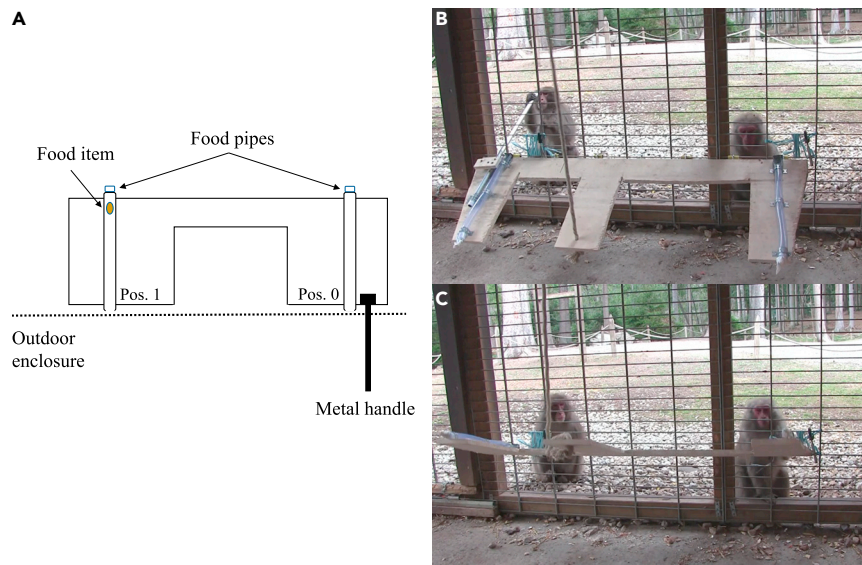 A
Food pipes
Food item
Pos. 1
Pos. 0
Outdoor
enclosure
Metal handle
B
C